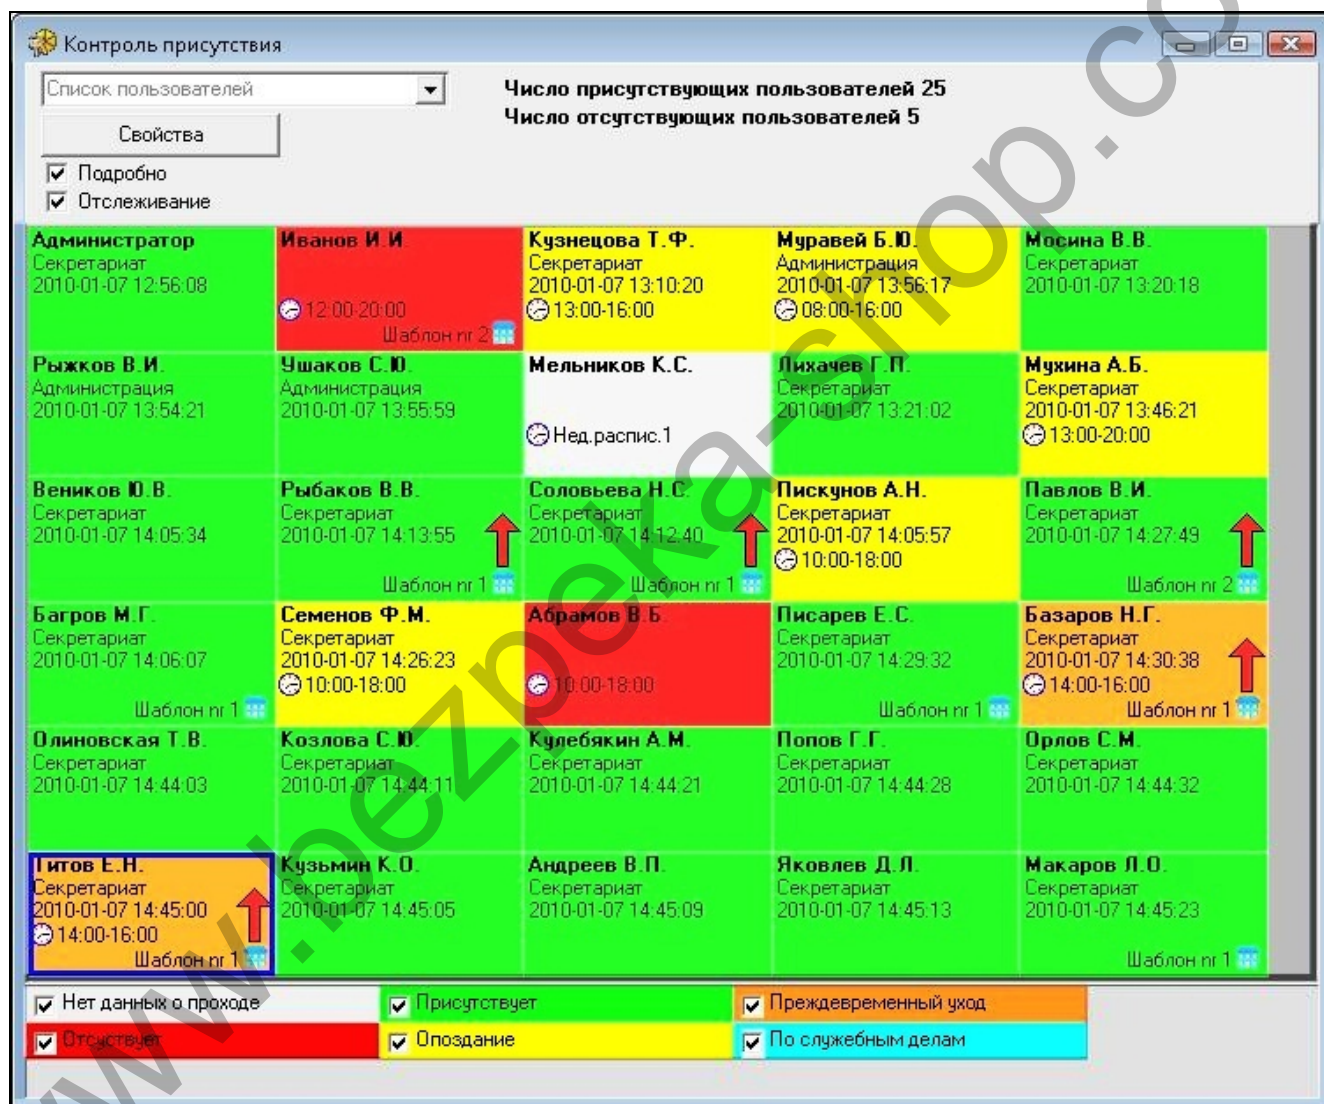 Контроль присутствия
Список пользователей
Число присутствующих пользователей 25
Число отсутствующих пользователей 5
Свойства
Подробно
Отслеживание
Администратор
Секретариат
2010-01-07 12:56:08
Иванов И.И.
12:00-20:00
Шаблон nr 2
Кузнецова Т.Ф.
Секретариат
2010-01-07 13:10:20
13:00-16:00
Муравей Б.Ю.
Администрация
2010-01-07 13:56:17
08:00-16:00
Мосина В.В.
Секретариат
2010-01-07 13:20:18
Рыжков В.И.
Администрация
2010-01-07 13:54:21
Ушаков С.Ю.
Администрация
2010-01-07 13:55:59
Мельников К.С.
Нед.распис.1
Лихачев Г.П.
Секретариат
2010-01-07 13:21:02
Мухина А.Б.
Секретариат
2010-01-07 13:46:21
13:00-20:00
Веников Ю.В.
Секретариат
2010-01-07 14:05:34
Рыбаков В.В.
Секретариат
2010-01-07 14:13:55
Шаблон nr 1
Соловьева Н.С.
Секретариат
2010-01-07 14:12:40
Шаблон nr 1
Пискунов А.Н.
Секретариат
2010-01-07 14:05:57
10:00-18:00
Павлов В.И.
Секретариат
2010-01-07 14:27:49
Шаблон nr 2
Багров М.Г.
Секретариат
2010-01-07 14:06:07
Шаблон nr 1
Семенов Ф.М.
Секретариат
2010-01-07 14:26:23
10:00-18:00
Абрамов В.Б.
10:00-18:00
Писарев Е.С.
Секретариат
2010-01-07 14:29:32
Шаблон nr 1
Базаров Н.Г.
Секретариат
2010-01-07 14:30:38
14:00-16:00
Шаблон nr 1
Олиновская Т.В.
Секретариат
2010-01-07 14:44:03
Козлова С.Ю.
Секретариат
2010-01-07 14:44:11
Кулебякин А.М.
Секретариат
2010-01-07 14:44:21
Попов Г.Г.
Секретариат
2010-01-07 14:44:28
Орлов С.М.
Секретариат
2010-01-07 14:44:32
Титов Е.Н.
Секретариат
2010-01-07 14:45:00
14:00-16:00
Шаблон nr 1
Кузьмин К.О.
Секретариат
2010-01-07 14:45:05
Андреев В.П.
Секретариат
2010-01-07 14:45:09
Яковлев Д.Л.
Секретариат
2010-01-07 14:45:13
Макаров Л.О.
Секретариат
2010-01-07 14:45:23
Шаблон nr 1
Нет данных о проходе
Присутствует
Преждевременный уход
Отсуствует
Опоздание
По служебным делам
www.bezpeka-shop.co